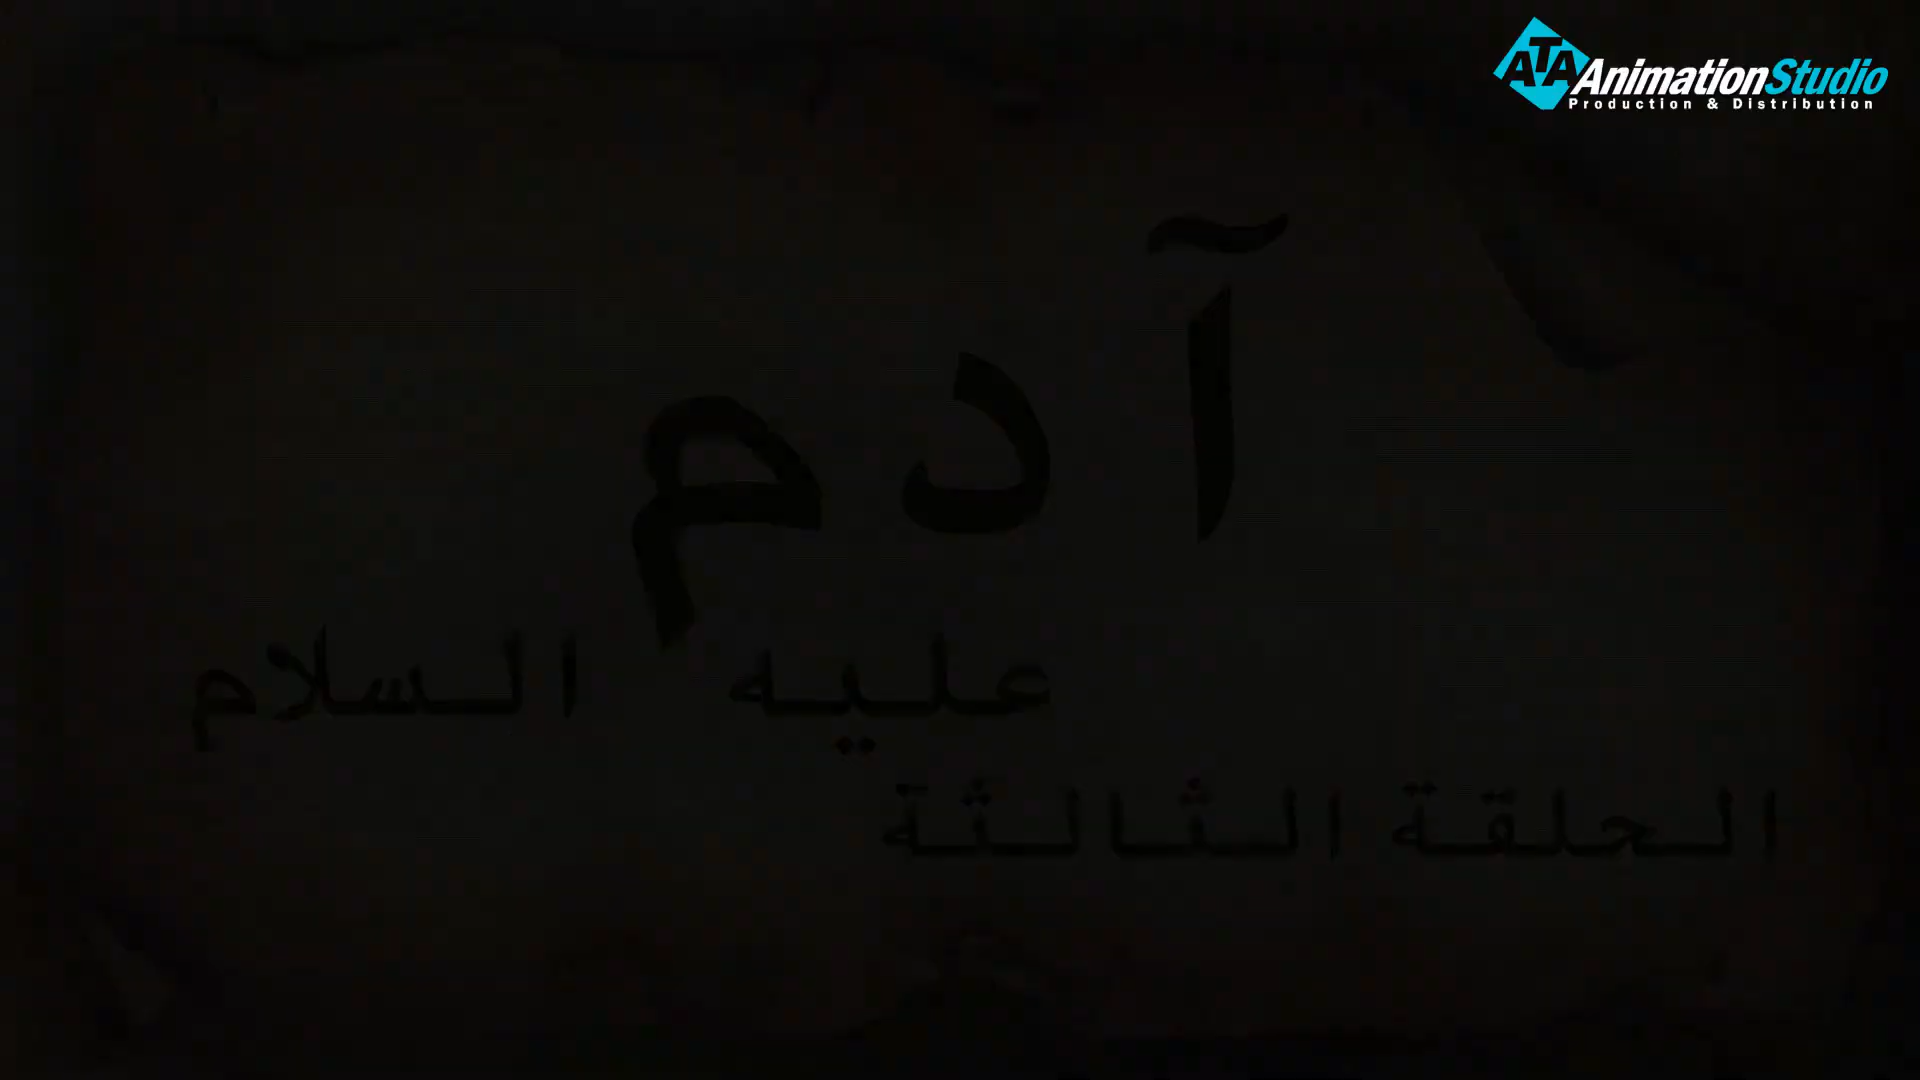 ATA AnimationStudio
Production & Distribution
آدم
عليه السلام
الحلقة الثالثة